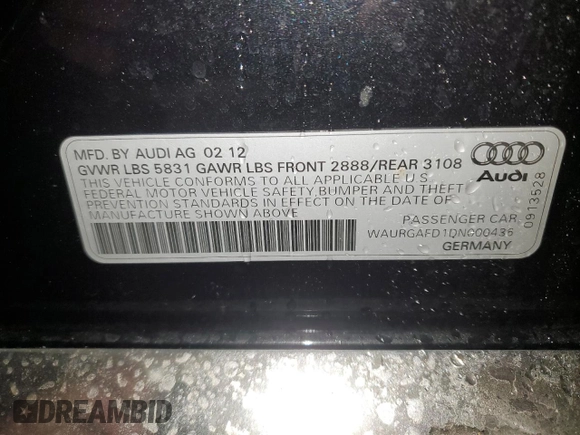 MFD. BY AUDI AG 02 12
GVWR LBS 5831 GAWR LBS FRONT 2888/REAR 3108
THIS VEHICLE CONFORMS TO ALL APPLICABLE U S
FEDERAL MOTOR VEHICLE SAFETY,BUMPER AND THEFT
PREVENTION STANDARDS IN EFFECT ON THE DATE OF
MANUFACTURE SHOWN ABOVE
Audi
PASSENGER CAR
WAURGAFD1DN000436
GERMANY
0913528
DREAMBID